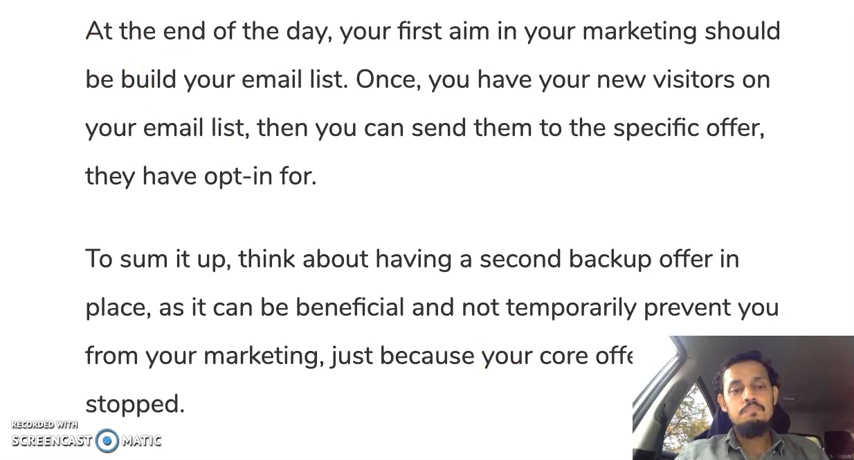 At the end of the day, your first aim in your marketing should
be build your email list. Once, you have your new visitors on
your email list, then you can send them to the specific offer,
they have opt-in for.
To sum it up, think about having a second backup offer in
place, as it can be beneficial and not temporarily prevent you
from your marketing, just because your core
stopped.
RECORDED WITH
SCREENCAST MATIC